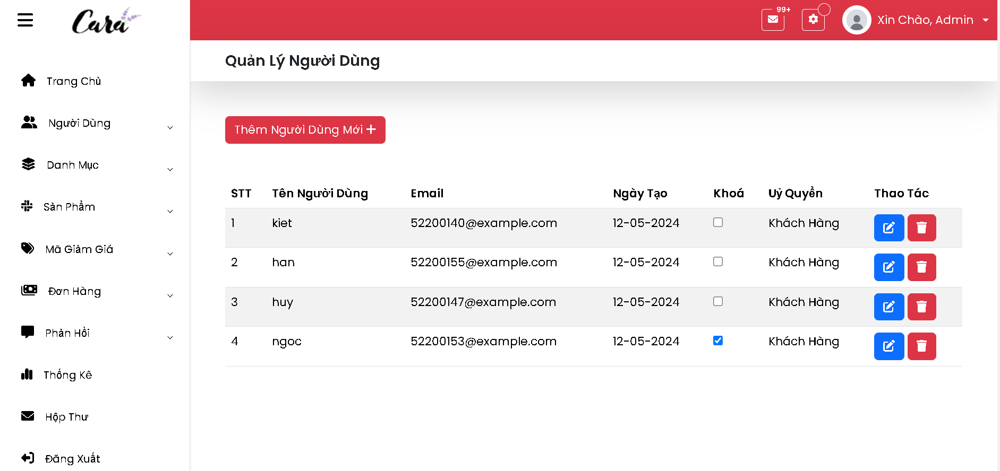 Cara
99+
Xin Chào, Admin
Quản Lý Người Dùng
Trang Chủ
Người Dùng
Danh Mục
Sản Phẩm
Mã Giảm Giá
Đơn Hàng
Phản Hồi
Thống Kê
Hộp Thư
Đăng Xuất
Thêm Người Dùng Mới +
STT Tên Người Dùng Email Ngày Tạo Khoá Uỷ Quyền Thao Tác
1 kiet 52200140@example.com 12-05-2024 Khách Hàng
2 han 52200155@example.com 12-05-2024 Khách Hàng
3 huy 52200147@example.com 12-05-2024 Khách Hàng
4 ngoc 52200153@example.com 12-05-2024 Khách Hàng